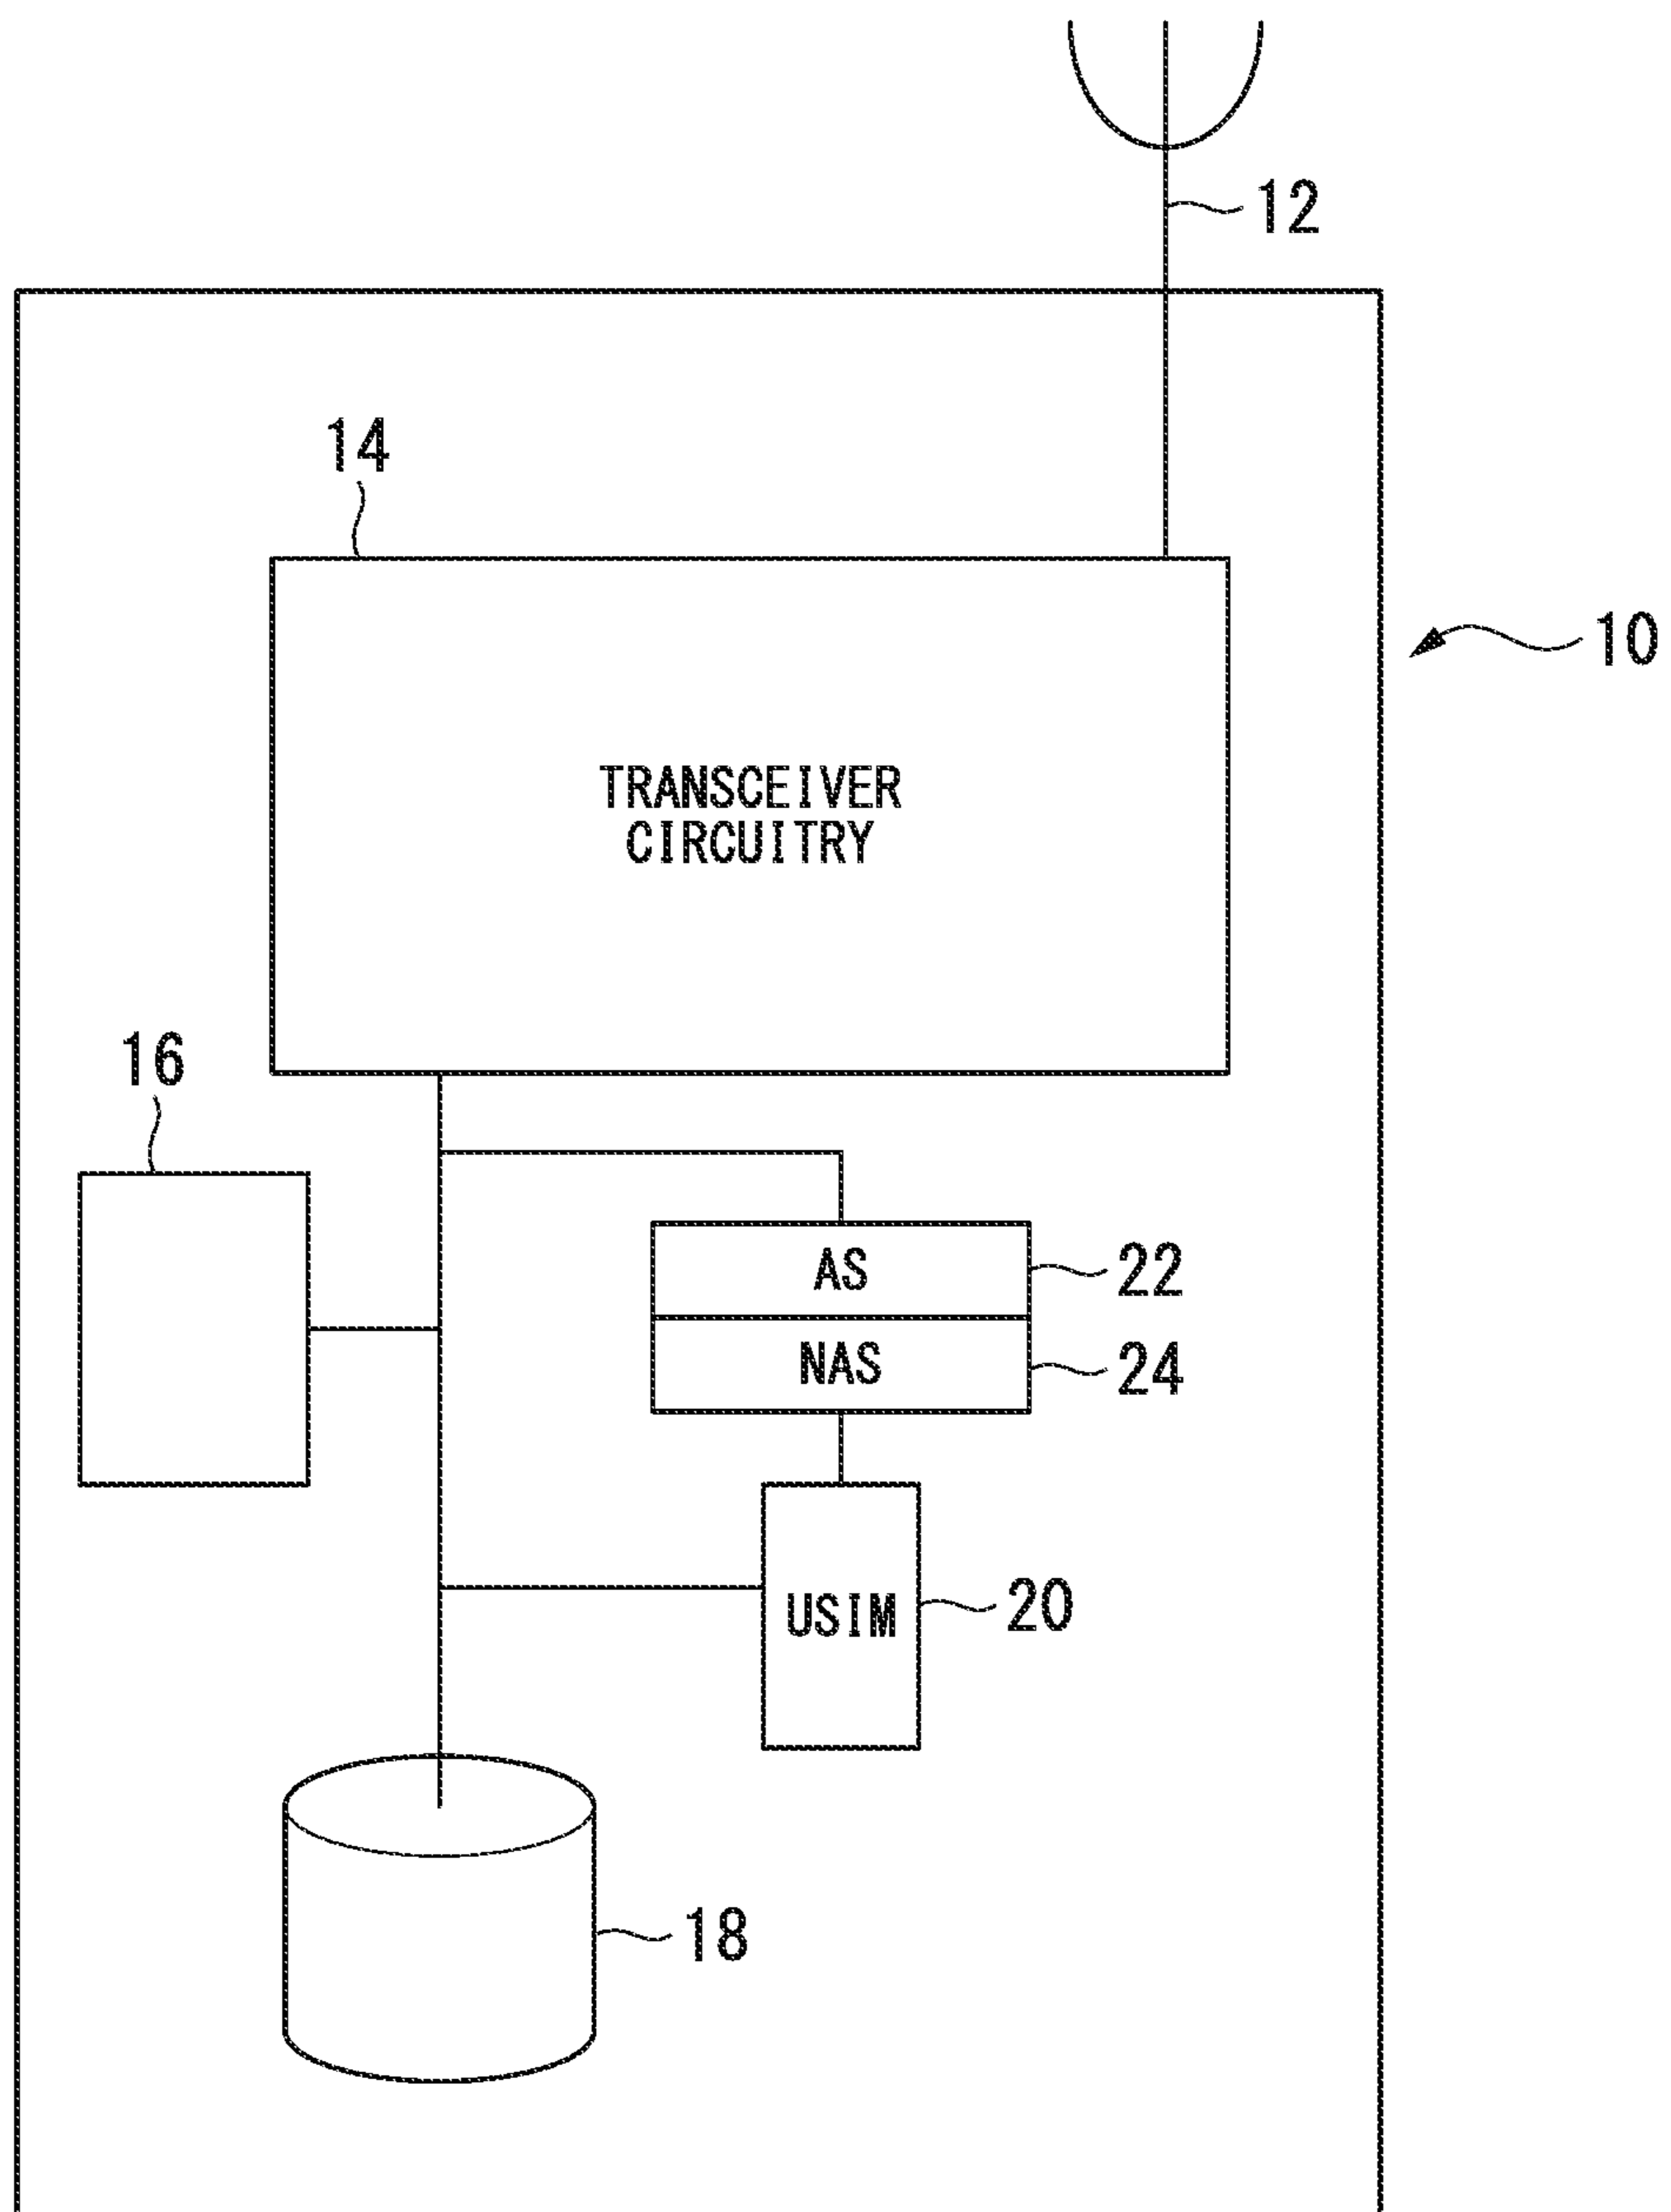 12
14
10
TRANSCEIVER
CIRCUITRY
16
AS
22
NAS
24
USIM
20
18